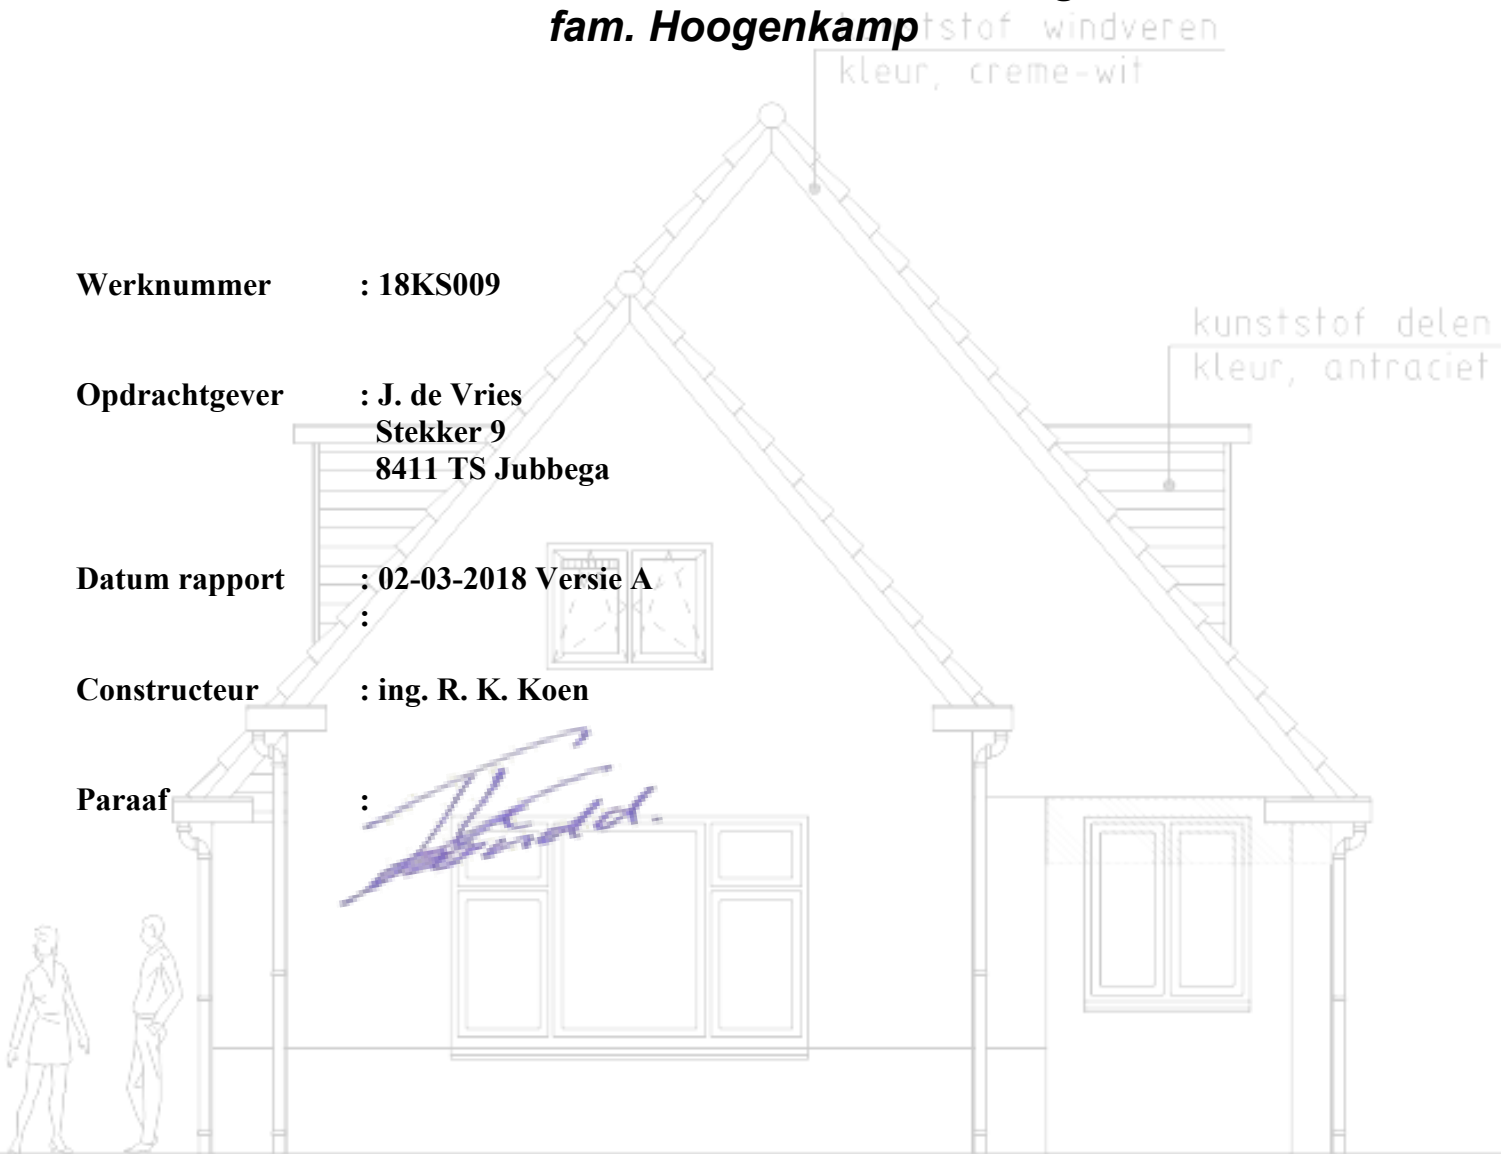 fam. Hoogenkamp
tstof windveren
kleur, creme-wit
Werknummer : 18KS009
kunststof delen
kleur, antraciet
Opdrachtgever : J. de Vries
Stekker 9
8411 TS Jubbega
Datum rapport : 02-03-2018 Versie A
:
Constructeur : ing. R. K. Koen
Paraaf :